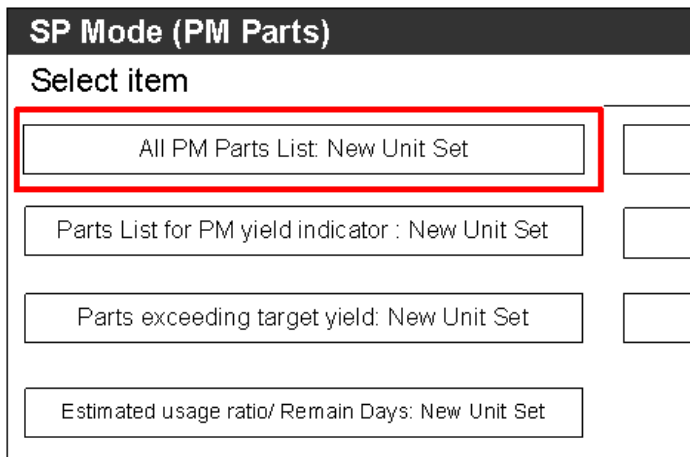 SP Mode (PM Parts)
Select item
All PM Parts List: New Unit Set
Parts List for PM yield indicator : New Unit Set
Parts exceeding target yield: New Unit Set
Estimated usage ratio/ Remain Days: New Unit Set